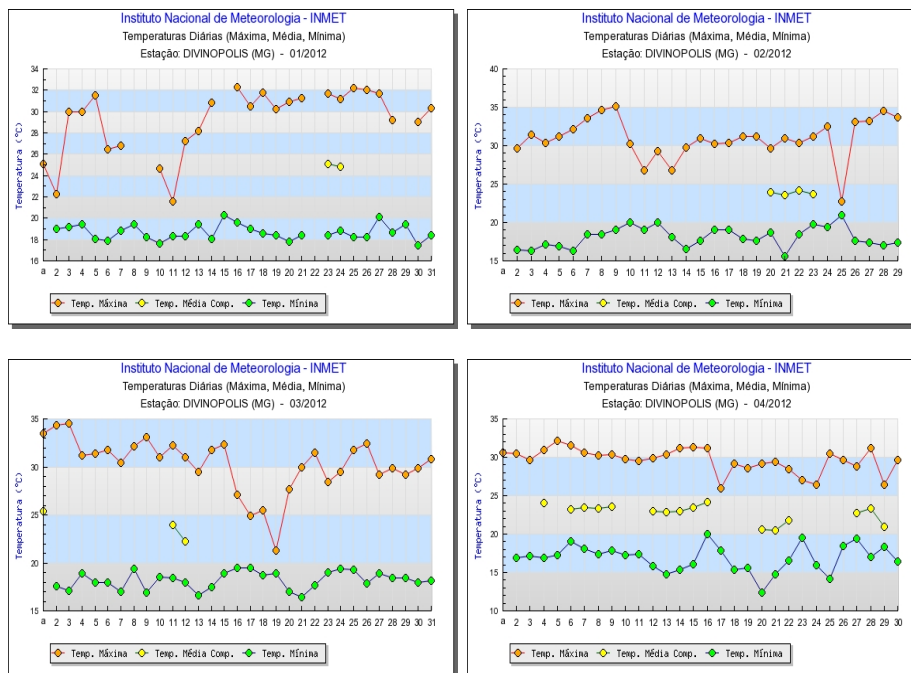 Instituto Nacional de Meteorologia - INMET
Temperaturas Diárias (Máxima, Média, Mínima)
Estação: DIVINOPOLIS (MG) - 01/2012
Temperatura (°C)
34
32
30
28
26
24
22
20
18
16
a 2 3 4 5 6 7 8 9 10 11 12 13 14 15 16 17 18 19 20 21 22 23 24 25 26 27 28 29 30 31
Temp. Máxima Temp. Média Comp. Temp. Mínima
Instituto Nacional de Meteorologia - INMET
Temperaturas Diárias (Máxima, Média, Mínima)
Estação: DIVINOPOLIS (MG) - 02/2012
Temperatura (°C)
40
35
30
25
20
15
a 2 3 4 5 6 7 8 9 10 11 12 13 14 15 16 17 18 19 20 21 22 23 24 25 26 27 28 29
Temp. Máxima Temp. Média Comp. Temp. Mínima
Instituto Nacional de Meteorologia - INMET
Temperaturas Diárias (Máxima, Média, Mínima)
Estação: DIVINOPOLIS (MG) - 03/2012
Temperatura (°C)
35
30
25
20
15
a 2 3 4 5 6 7 8 9 10 11 12 13 14 15 16 17 18 19 20 21 22 23 24 25 26 27 28 29 30 31
Temp. Máxima Temp. Média Comp. Temp. Mínima
Instituto Nacional de Meteorologia - INMET
Temperaturas Diárias (Máxima, Média, Mínima)
Estação: DIVINOPOLIS (MG) - 04/2012
Temperatura (°C)
35
30
25
20
15
10
a 2 3 4 5 6 7 8 9 10 11 12 13 14 15 16 17 18 19 20 21 22 23 24 25 26 27 28 29 30
Temp. Máxima Temp. Média Comp. Temp. Mínima